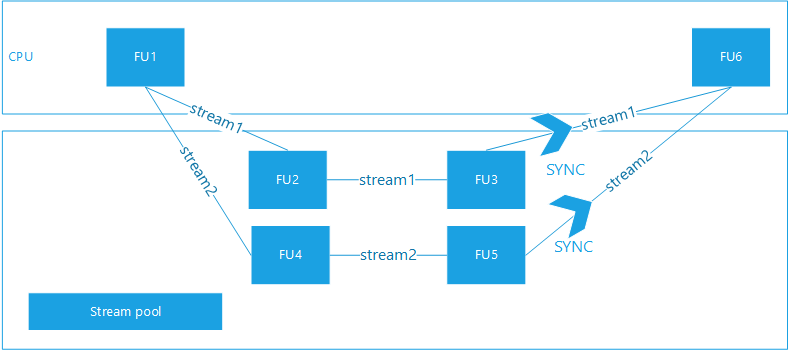 CPU
FU1
FU6
stream1
stream1
stream2
SYNC
stream2
FU2
stream1
FU3
SYNC
FU4
stream2
FU5
Stream pool